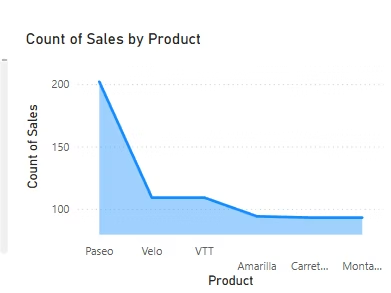 Count of Sales by Product
Count of Sales
200
150
100
Paseo Velo VTT
Amarilla Carret... Monta...
Product